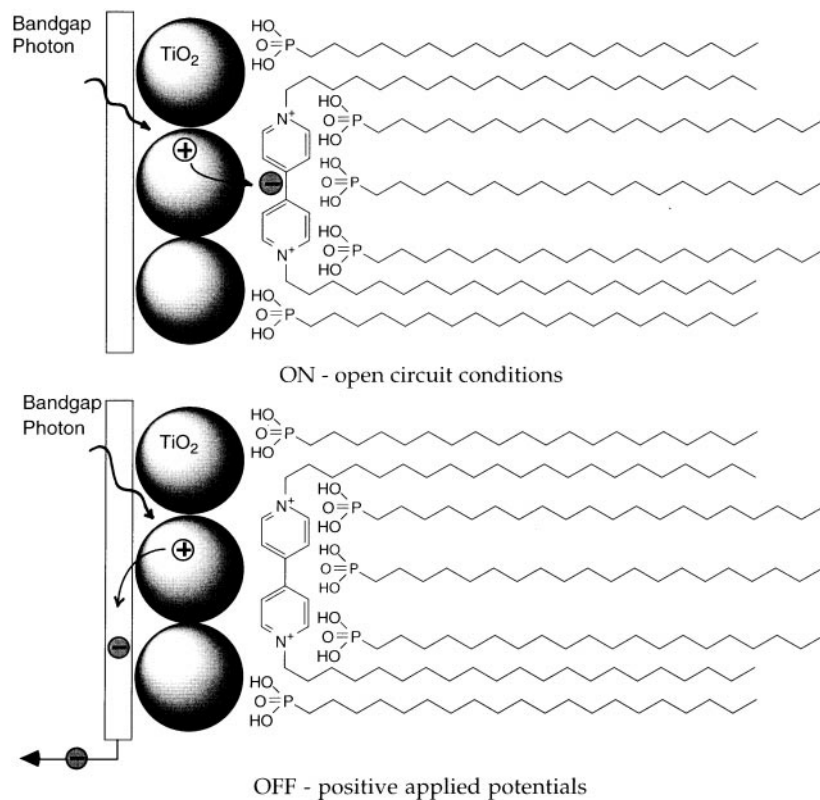 Bandgap
Photon
TiO₂
HO
O=P
HO
N⁺
HO
O=P
HO
HO
O=P
HO
HO
O=P
HO
N⁺
HO
O=P
HO
ON - open circuit conditions
Bandgap
Photon
TiO₂
HO
O=P
HO
N⁺
HO
O=P
HO
HO
O=P
HO
HO
O=P
HO
N⁺
HO
O=P
HO
OFF - positive applied potentials